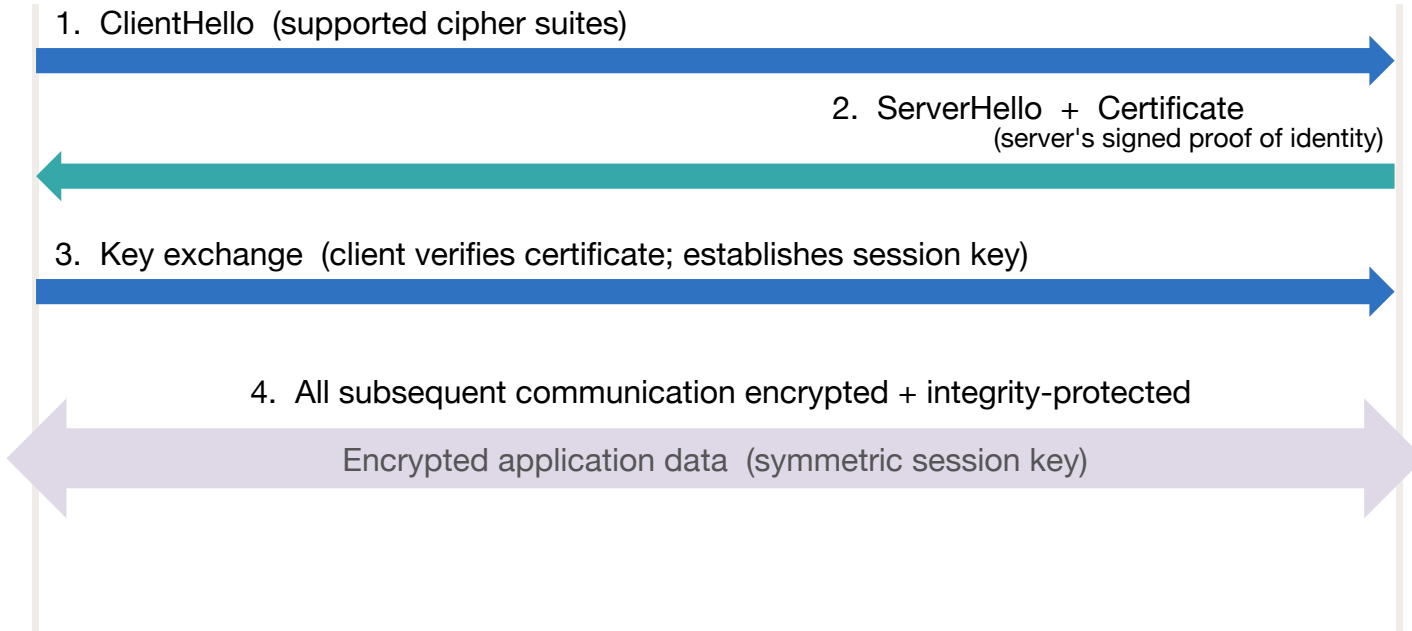 1. ClientHello (supported cipher suites)
2. ServerHello + Certificate
(server's signed proof of identity)
3. Key exchange (client verifies certificate; establishes session key)
4. All subsequent communication encrypted + integrity-protected
Encrypted application data (symmetric session key)